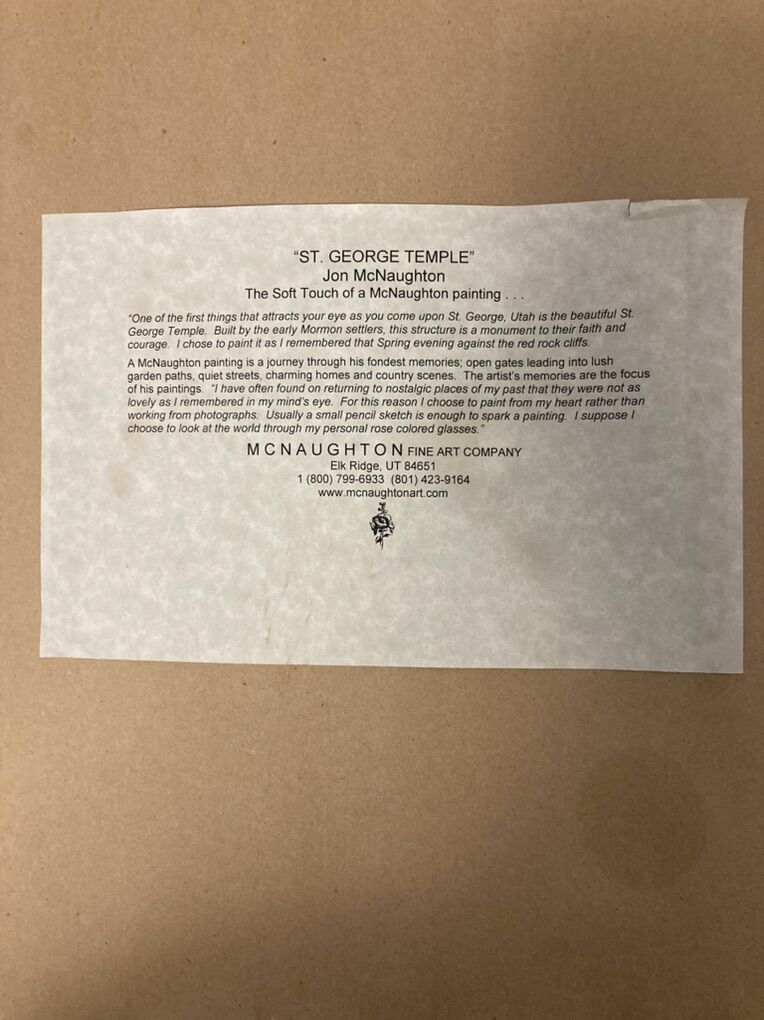 “ST. GEORGE TEMPLE”
Jon McNaughton
The Soft Touch of a McNaughton painting . . .
“One of the first things that attracts your eye as you come upon St. George, Utah is the beautiful St.
George Temple. Built by the early Mormon settlers, this structure is a monument to their faith and
courage. I chose to paint it as I remembered that Spring evening against the red rock cliffs.
A McNaughton painting is a journey through his fondest memories; open gates leading into lush
garden paths, quiet streets, charming homes and country scenes. The artist's memories are the focus
of his paintings. “I have often found on returning to nostalgic places of my past that they were not as
lovely as I remembered in my mind's eye. For this reason I choose to paint from my heart rather than
working from photographs. Usually a small pencil sketch is enough to spark a painting. I suppose I
choose to look at the world through my personal rose colored glasses.”
MCNAUGHTON FINE ART COMPANY
Elk Ridge, UT 84651
1 (800) 799-6933 (801) 423-9164
www.mcnaughtonart.com